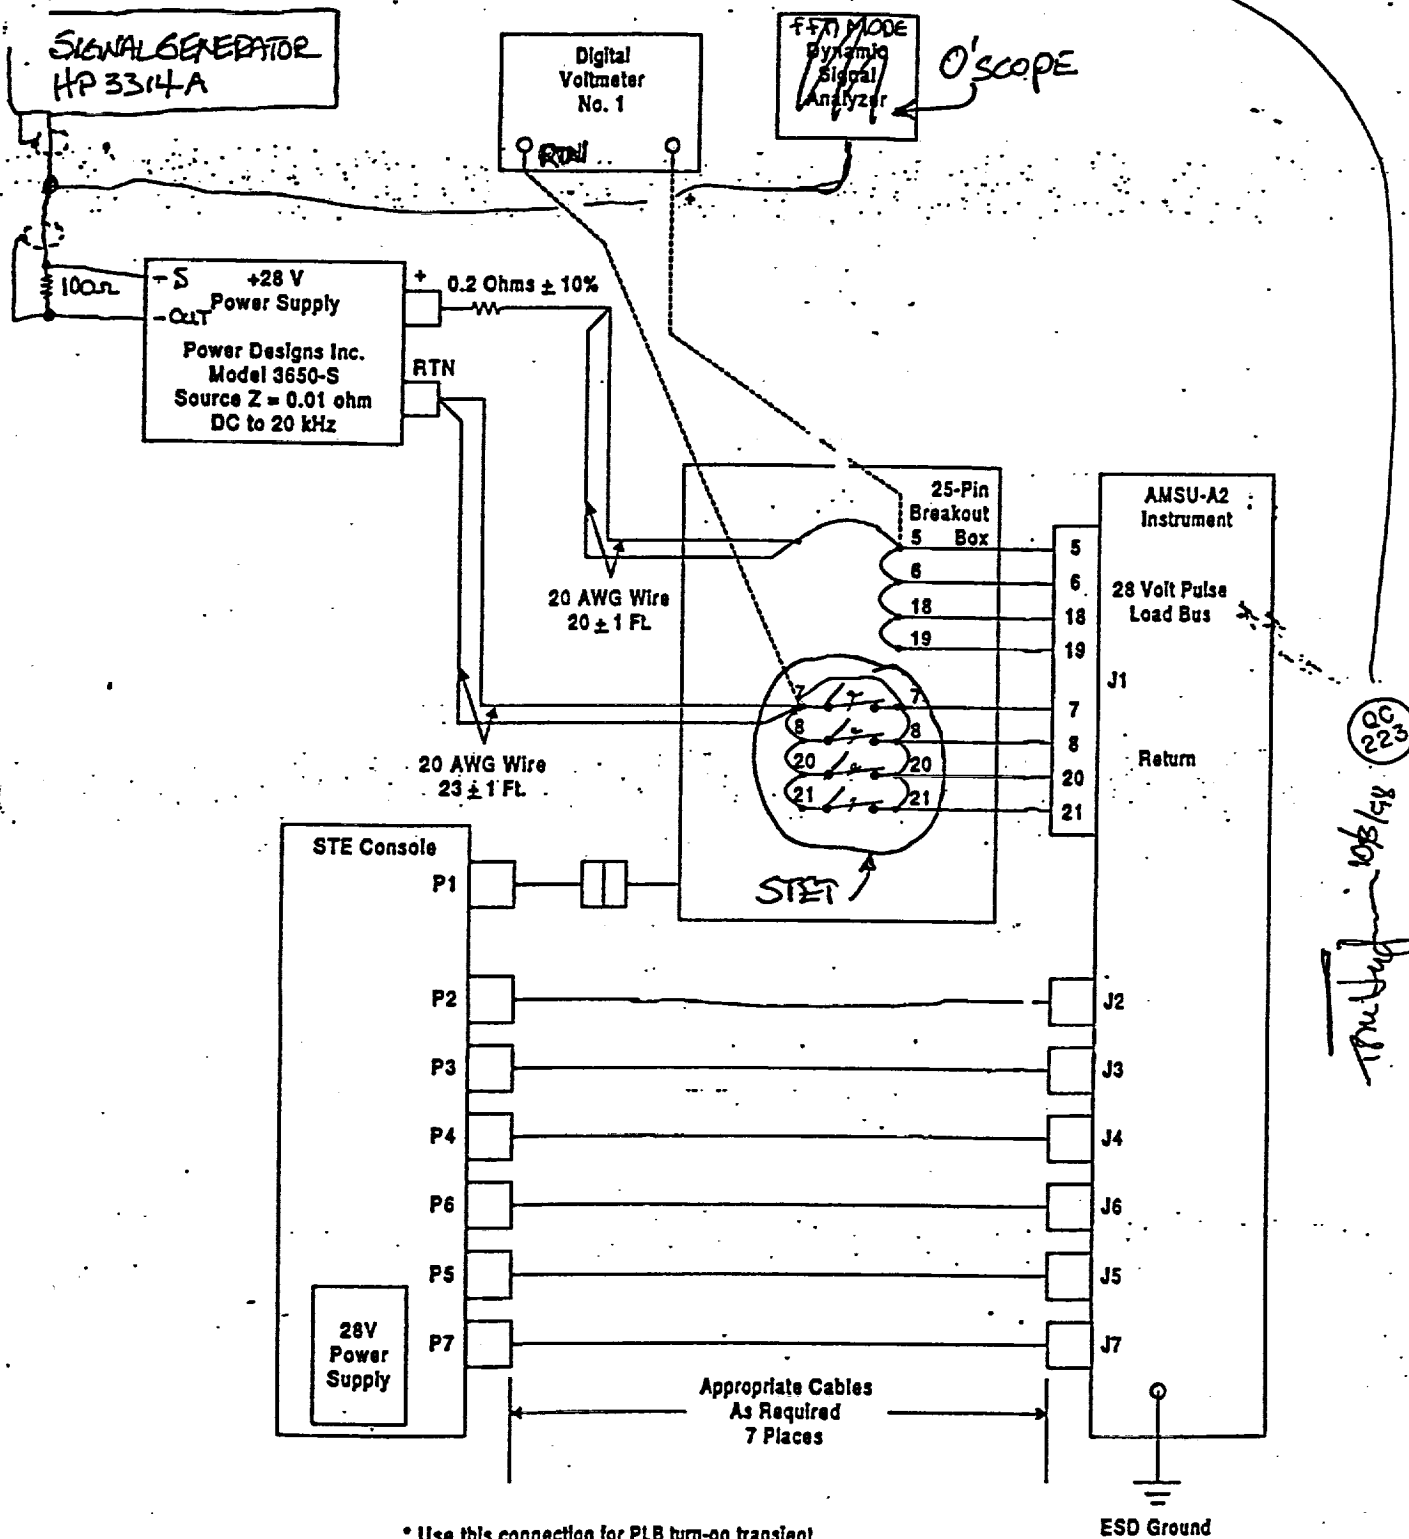 SIGNAL GENERATOR
HP 3314A
Digital
Voltmeter
No. 1
RTN
MODE
Dynamic
Signal
Analyzer
O'SCOPE
+
100Ω
- S
- OUT
+28 V
Power Supply
Power Designs Inc.
Model 3650-S
Source Z = 0.01 ohm
DC to 20 kHz
+
0.2 Ohms ± 10%
RTN
20 AWG Wire
20 ± 1 Ft.
20 AWG Wire
23 ± 1 Ft.
25-Pin
Breakout
Box
5
6
18
19
7 7
8 8
20 20
21 21
STET
AMSU-A2
Instrument
28 Volt Pulse
Load Bus
J1
Return
5
6
18
19
7
8
20
21
QC
223
10/8/98
STE Console
P1
P2
P3
P4
P6
P5
P7
J2
J3
J4
J6
J5
J7
28V
Power
Supply
Appropriate Cables
As Required
7 Places
ESD Ground
* Use this connection for PLB turn-on transient